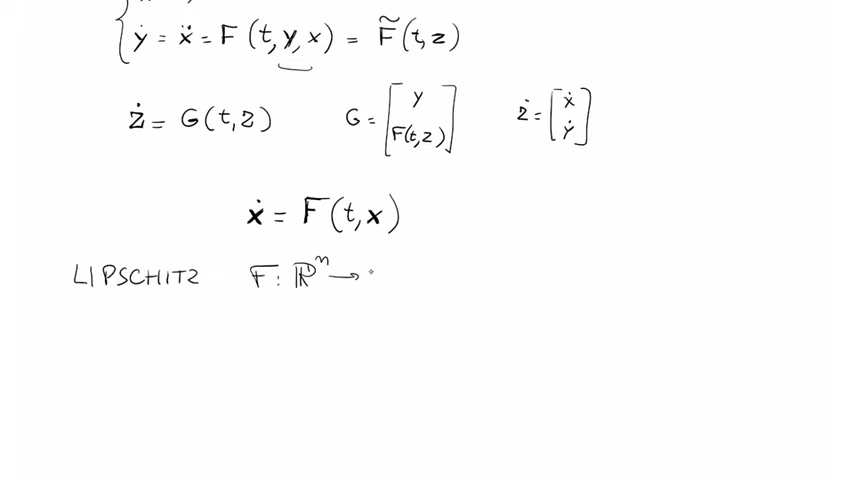 ẏ = ẍ = F (t, y, x) = F̃ (t, z)
ż = G(t, z) G = [y F(t, z)] ż = [ẋ ẏ]
ẋ = F(t, x)
LIPSCHITZ F: ℝⁿ →